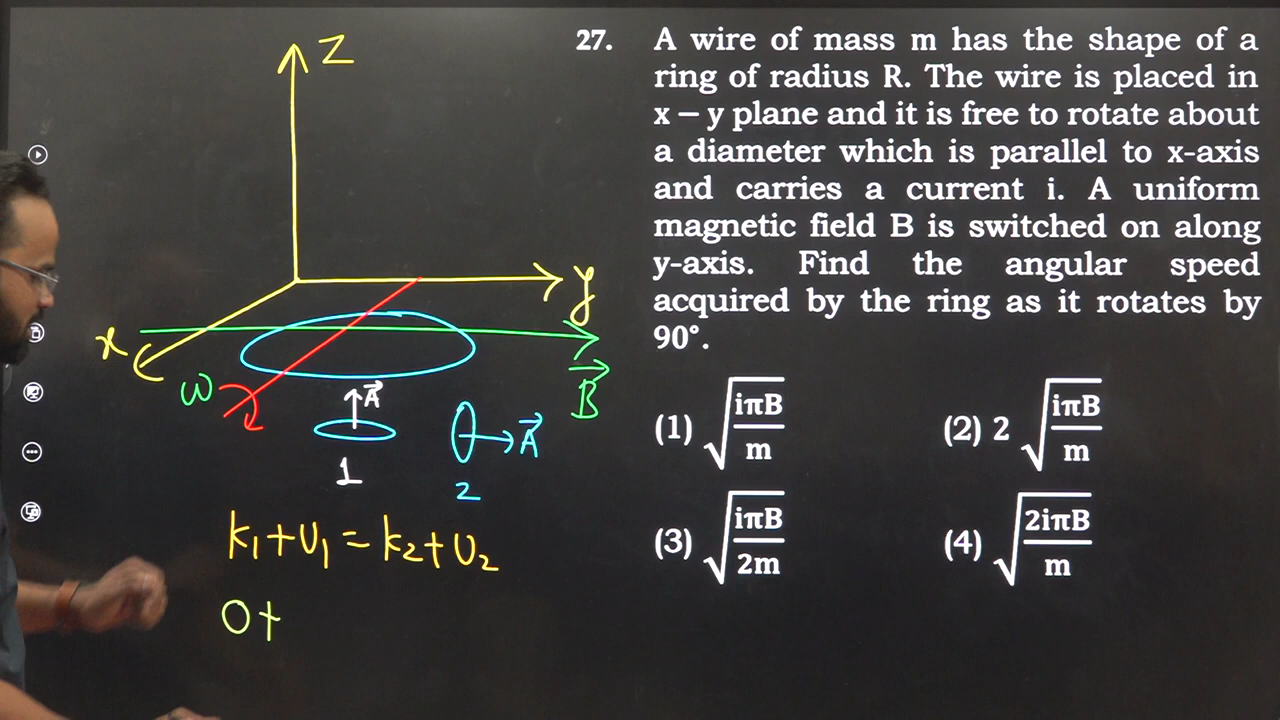 27. A wire of mass m has the shape of a
ring of radius R. The wire is placed in
x – y plane and it is free to rotate about
a diameter which is parallel to x-axis
and carries a current i. A uniform
magnetic field B is switched on along
y-axis. Find the angular speed
acquired by the ring as it rotates by
90°.
(1) √(iπB/m) (2) 2 √(iπB/m)
(3) √(iπB/2m) (4) √(2iπB/m)
Z
y
x
ω
B⃗
A⃗
A⃗
1
2
k₁+U₁=k₂+U₂
0+